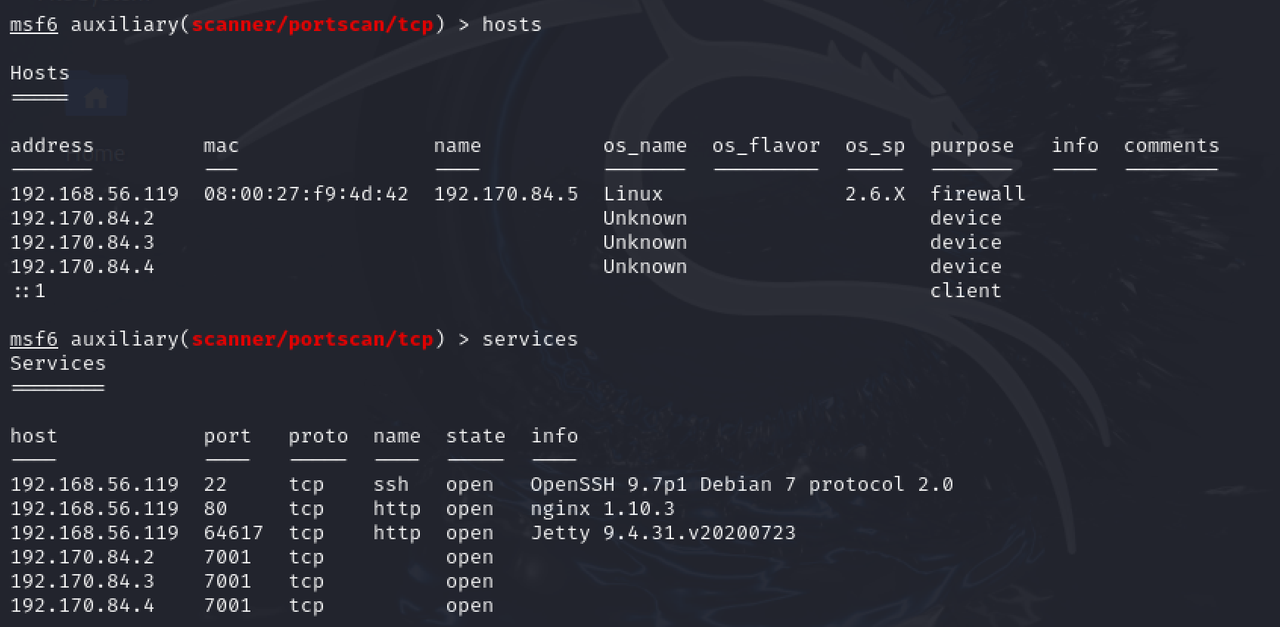 msf6 auxiliary(scanner/portscan/tcp) > hosts
Hosts
=====
address mac name os_name os_flavor os_sp purpose info comments
------- --- ---- ------- --------- ----- ------- ---- --------
192.168.56.119 08:00:27:f9:4d:42 192.170.84.5 Linux 2.6.X firewall
192.170.84.2 Unknown device
192.170.84.3 Unknown device
192.170.84.4 Unknown device
::1 client
msf6 auxiliary(scanner/portscan/tcp) > services
Services
========
host port proto name state info
---- ---- ----- ---- ----- ----
192.168.56.119 22 tcp ssh open OpenSSH 9.7p1 Debian 7 protocol 2.0
192.168.56.119 80 tcp http open nginx 1.10.3
192.168.56.119 64617 tcp http open Jetty 9.4.31.v20200723
192.170.84.2 7001 tcp open
192.170.84.3 7001 tcp open
192.170.84.4 7001 tcp open
Home